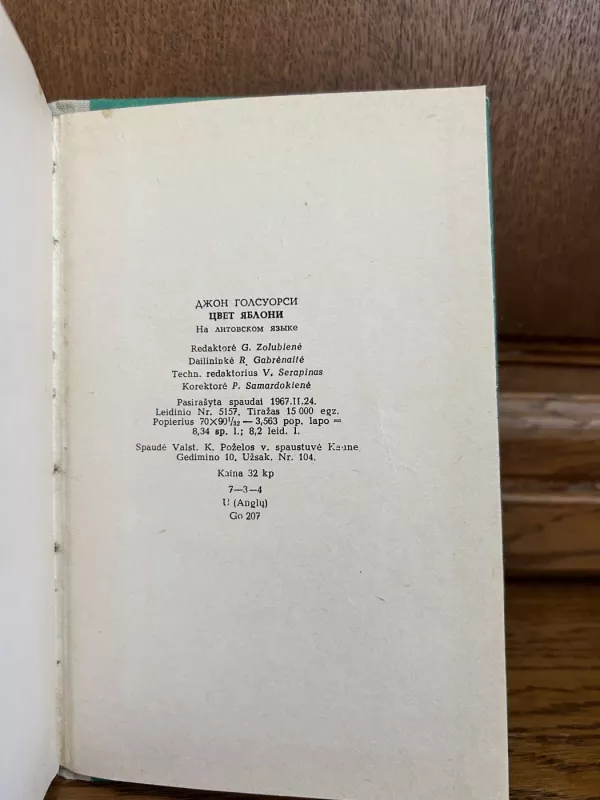 ДЖОН ГОЛСУОРСИ
ЦВЕТ ЯБЛОНИ
На литовском языке
Redaktorė G. Zolubienė
Dailininkė R. Gabrėnaitė
Techn. redaktorius V. Serapinas
Korektorė P. Samardokienė
Pasirašyta spaudai 1967.II.24.
Leidinio Nr. 5157. Tiražas 15 000 egz.
Popierius 70×90¹/₃₂ — 3,563 pop. lapo =
8,34 sp. l.; 8,2 leid. l.
Spaudė Valst. K. Poželos v. spaustuvė Kaune
Gedimino 10. Užsak. Nr. 104.
Kaina 32 kp
7—3—4
U (Anglų)
Go 207